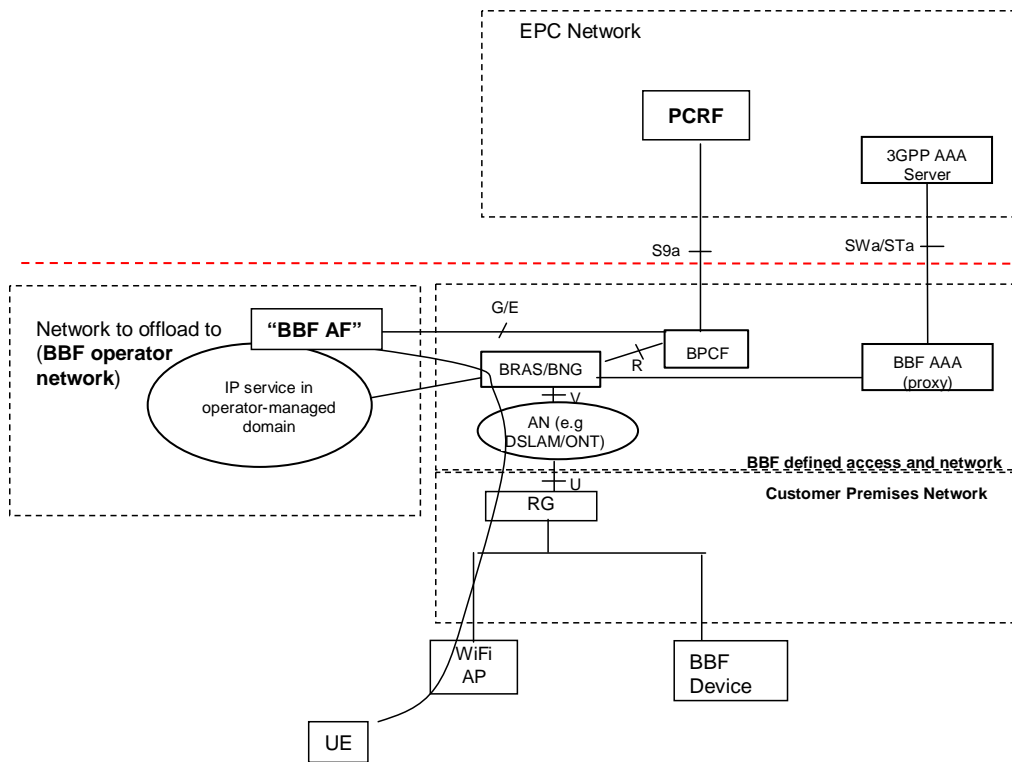 EPC Network
PCRF
3GPP AAA
Server
S9a
SWa/STa
Network to offload to
(BBF operator
network)
“BBF AF”
G/E
BPCF
R
BRAS/BNG
BBF AAA
(proxy)
IP service in
operator-managed
domain
V
AN (e.g
DSLAM/ONT)
BBF defined access and network
U
Customer Premises Network
RG
WiFi
AP
BBF
Device
UE